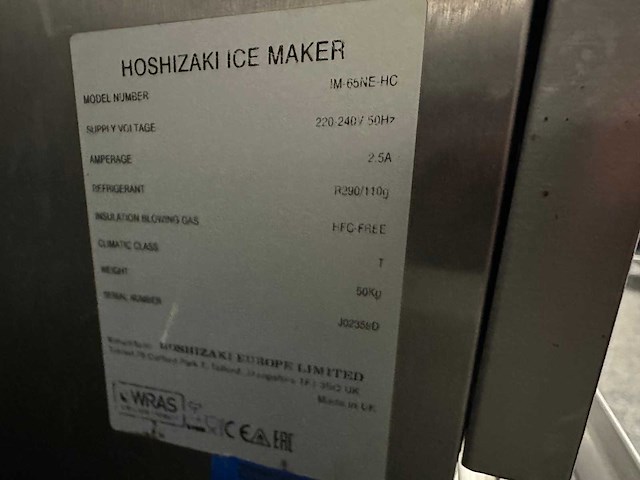 HOSHIZAKI ICE MAKER
MODEL NUMBER IM-65NE-HC
SUPPLY VOLTAGE 220-240 / 50Hz
AMPERAGE 2.5A
REFRIGERANT R290/110g
INSULATION BLOWING GAS HFC-FREE
CLIMATIC CLASS T
WEIGHT 50Kg
SERIAL NUMBER
HOSHIZAKI EUROPE LIMITED
Telford, UK
Made in UK
WRAS
CE EAC